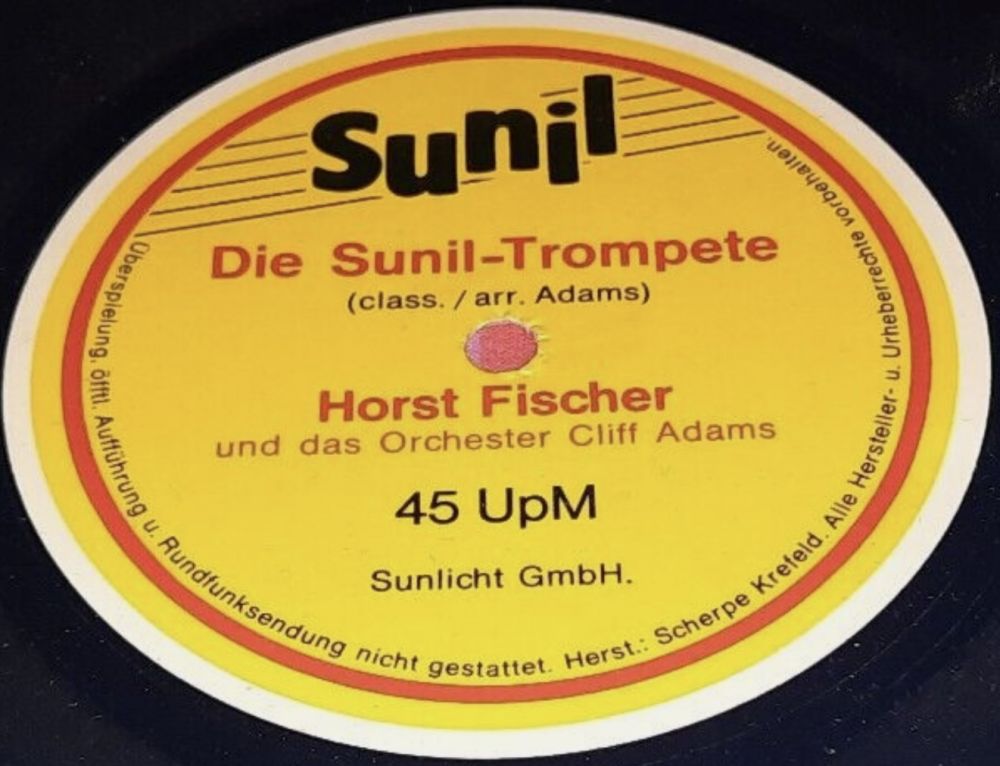 Sunil
Die Sunil-Trompete
(class. / arr. Adams)
Horst Fischer
und das Orchester Cliff Adams
45 UpM
Sunlicht GmbH.
Überspielung, öfftl. Aufführung u. Rundfunksendung nicht gestattet. Herst.: Scherpe Krefeld. Alle Hersteller- u. Urheberrechte vorbehalten.